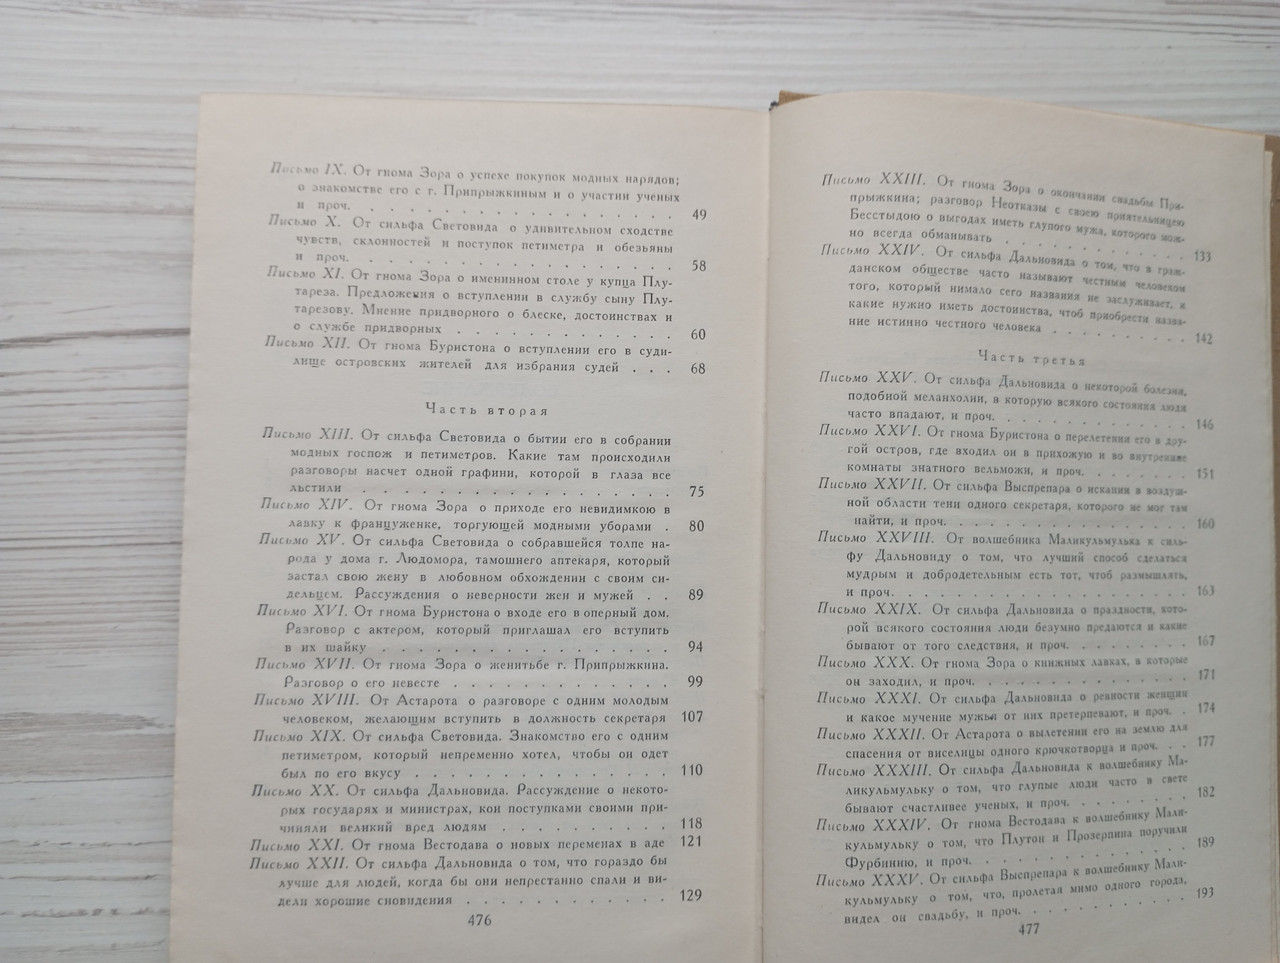 Письмо IX. От гнома Зора о успехе покупок модных нарядов;
о знакомстве его с г. Припрыжкиным и о участии ученых
и проч. . . . . . . . . . . . . . . . . . . 49
Письмо X. От сильфа Световида о удивительном сходстве
чувств, склонностей и поступок петиметра и обезьяны
и проч. . . . . . . . . . . . . . . . . . . 58
Письмо XI. От гнома Зора о именинном столе у купца Плу-
тареза. Предложения о вступлении в службу сыну Плу-
тарезову. Мнение придворного о блеске, достоинствах и
о службе придворных . . . . . . . . . . . . 60
Письмо XII. От гнома Буристона о вступлении его в суди-
лище островских жителей для избрания судей . . . 68
Часть вторая
Письмо XIII. От сильфа Световида о бытии его в собрании
модных госпож и петиметров. Какие там происходили
разговоры насчет одной графини, которой в глаза все
льстили . . . . . . . . . . . . . . . . . . 75
Письмо XIV. От гнома Зора о приходе его невидимкою в
лавку к француженке, торгующей модными уборами . 80
Письмо XV. От сильфа Световида о собравшейся толпе на-
рода у дома г. Людомора, тамошнего аптекаря, который
застал свою жену в любовном обхождении с своим си-
дельцем. Рассуждения о неверности жен и мужей . . 89
Письмо XVI. От гнома Буристона о входе его в оперный дом.
Разговор с актером, который приглашал его вступить
в их шайку . . . . . . . . . . . . . . . . 94
Письмо XVII. От гнома Зора о женитьбе г. Припрыжкина.
Разговор о его невесте . . . . . . . . . . . . 99
Письмо XVIII. От Астарота о разговоре с одним молодым
человеком, желающим вступить в должность секретаря 107
Письмо XIX. От сильфа Световида. Знакомство его с одним
петиметром, который непременно хотел, чтобы он одет
был по его вкусу . . . . . . . . . . . . . . 110
Письмо XX. От сильфа Дальновида. Рассуждение о некото-
рых государях и министрах, кои поступками своими при-
чиняли великий вред людям . . . . . . . . . . 118
Письмо XXI. От гнома Вестодава о новых переменах в аде 121
Письмо XXII. От сильфа Дальновида о том, что гораздо бы
лучше для людей, когда бы они непрестанно спали и ви-
дели хорошие сновидения . . . . . . . . . . . . 129
476
Письмо XXIII. От гнома Зора о окончании свадьбы При-
прыжкина; разговор Неотказы с своею приятельницею
Бесстыдою о выгодах иметь глупого мужа, которого мож-
но всегда обманывать . . . . . . . . . . . . 133
Письмо XXIV. От сильфа Дальновида о том, что в граж-
данском обществе часто называют честным человеком
того, который нимало сего названия не заслуживает, и
какие нужно иметь достоинства, чтоб приобрести назва-
ние истинно честного человека . . . . . . . . . 142
Часть третья
Письмо XXV. От сильфа Дальновида о некоторой болезни,
подобной меланхолии, в которую всякого состояния люди
часто впадают, и проч. . . . . . . . . . . . . 146
Письмо XXVI. От гнома Буристона о перелетении его в дру-
гой остров, где входил он в прихожую и во внутренние
комнаты знатного вельможи, и проч. . . . . . . . 151
Письмо XXVII. От сильфа Выспрепара о искании в воздуш-
ной области тени одного секретаря, которого не мог там
найти, и проч. . . . . . . . . . . . . . . . . 160
Письмо XXVIII. От волшебника Маликульмулька к силь-
фу Дальновиду о том, что лучший способ сделаться
мудрым и добродетельным есть тот, чтоб размышлять,
и проч. . . . . . . . . . . . . . . . . . . 163
Письмо XXIX. От сильфа Дальновида о праздности, кото-
рой всякого состояния люди безумно предаются и какие
бывают от того следствия, и проч. . . . . . . . . 167
Письмо XXX. От гнома Зора о книжных лавках, в которые
он заходил, и проч. . . . . . . . . . . . . . . 171
Письмо XXXI. От сильфа Дальновида о ревности женщин
и какое мучение мужья от них претерпевают, и проч. . 174
Письмо XXXII. От Астарота о вылетении его на землю для
спасения от виселицы одного крючкотворца и проч. . . 177
Письмо XXXIII. От сильфа Дальновида к волшебнику Ма-
ликульмульку о том, что глупые люди часто в свете
бывают счастливее ученых, и проч. . . . . . . . . 182
Письмо XXXIV. От гнома Вестодава к волшебнику Мали-
кульмульку о том, что Плутон и Прозерпина поручили
Фурбинию, и проч. . . . . . . . . . . . . . . 189
Письмо XXXV. От сильфа Выспрепара к волшебнику Мали-
кульмульку о том, что, пролетая мимо одного города,
видел он свадьбу, и проч. . . . . . . . . . . . 193
477